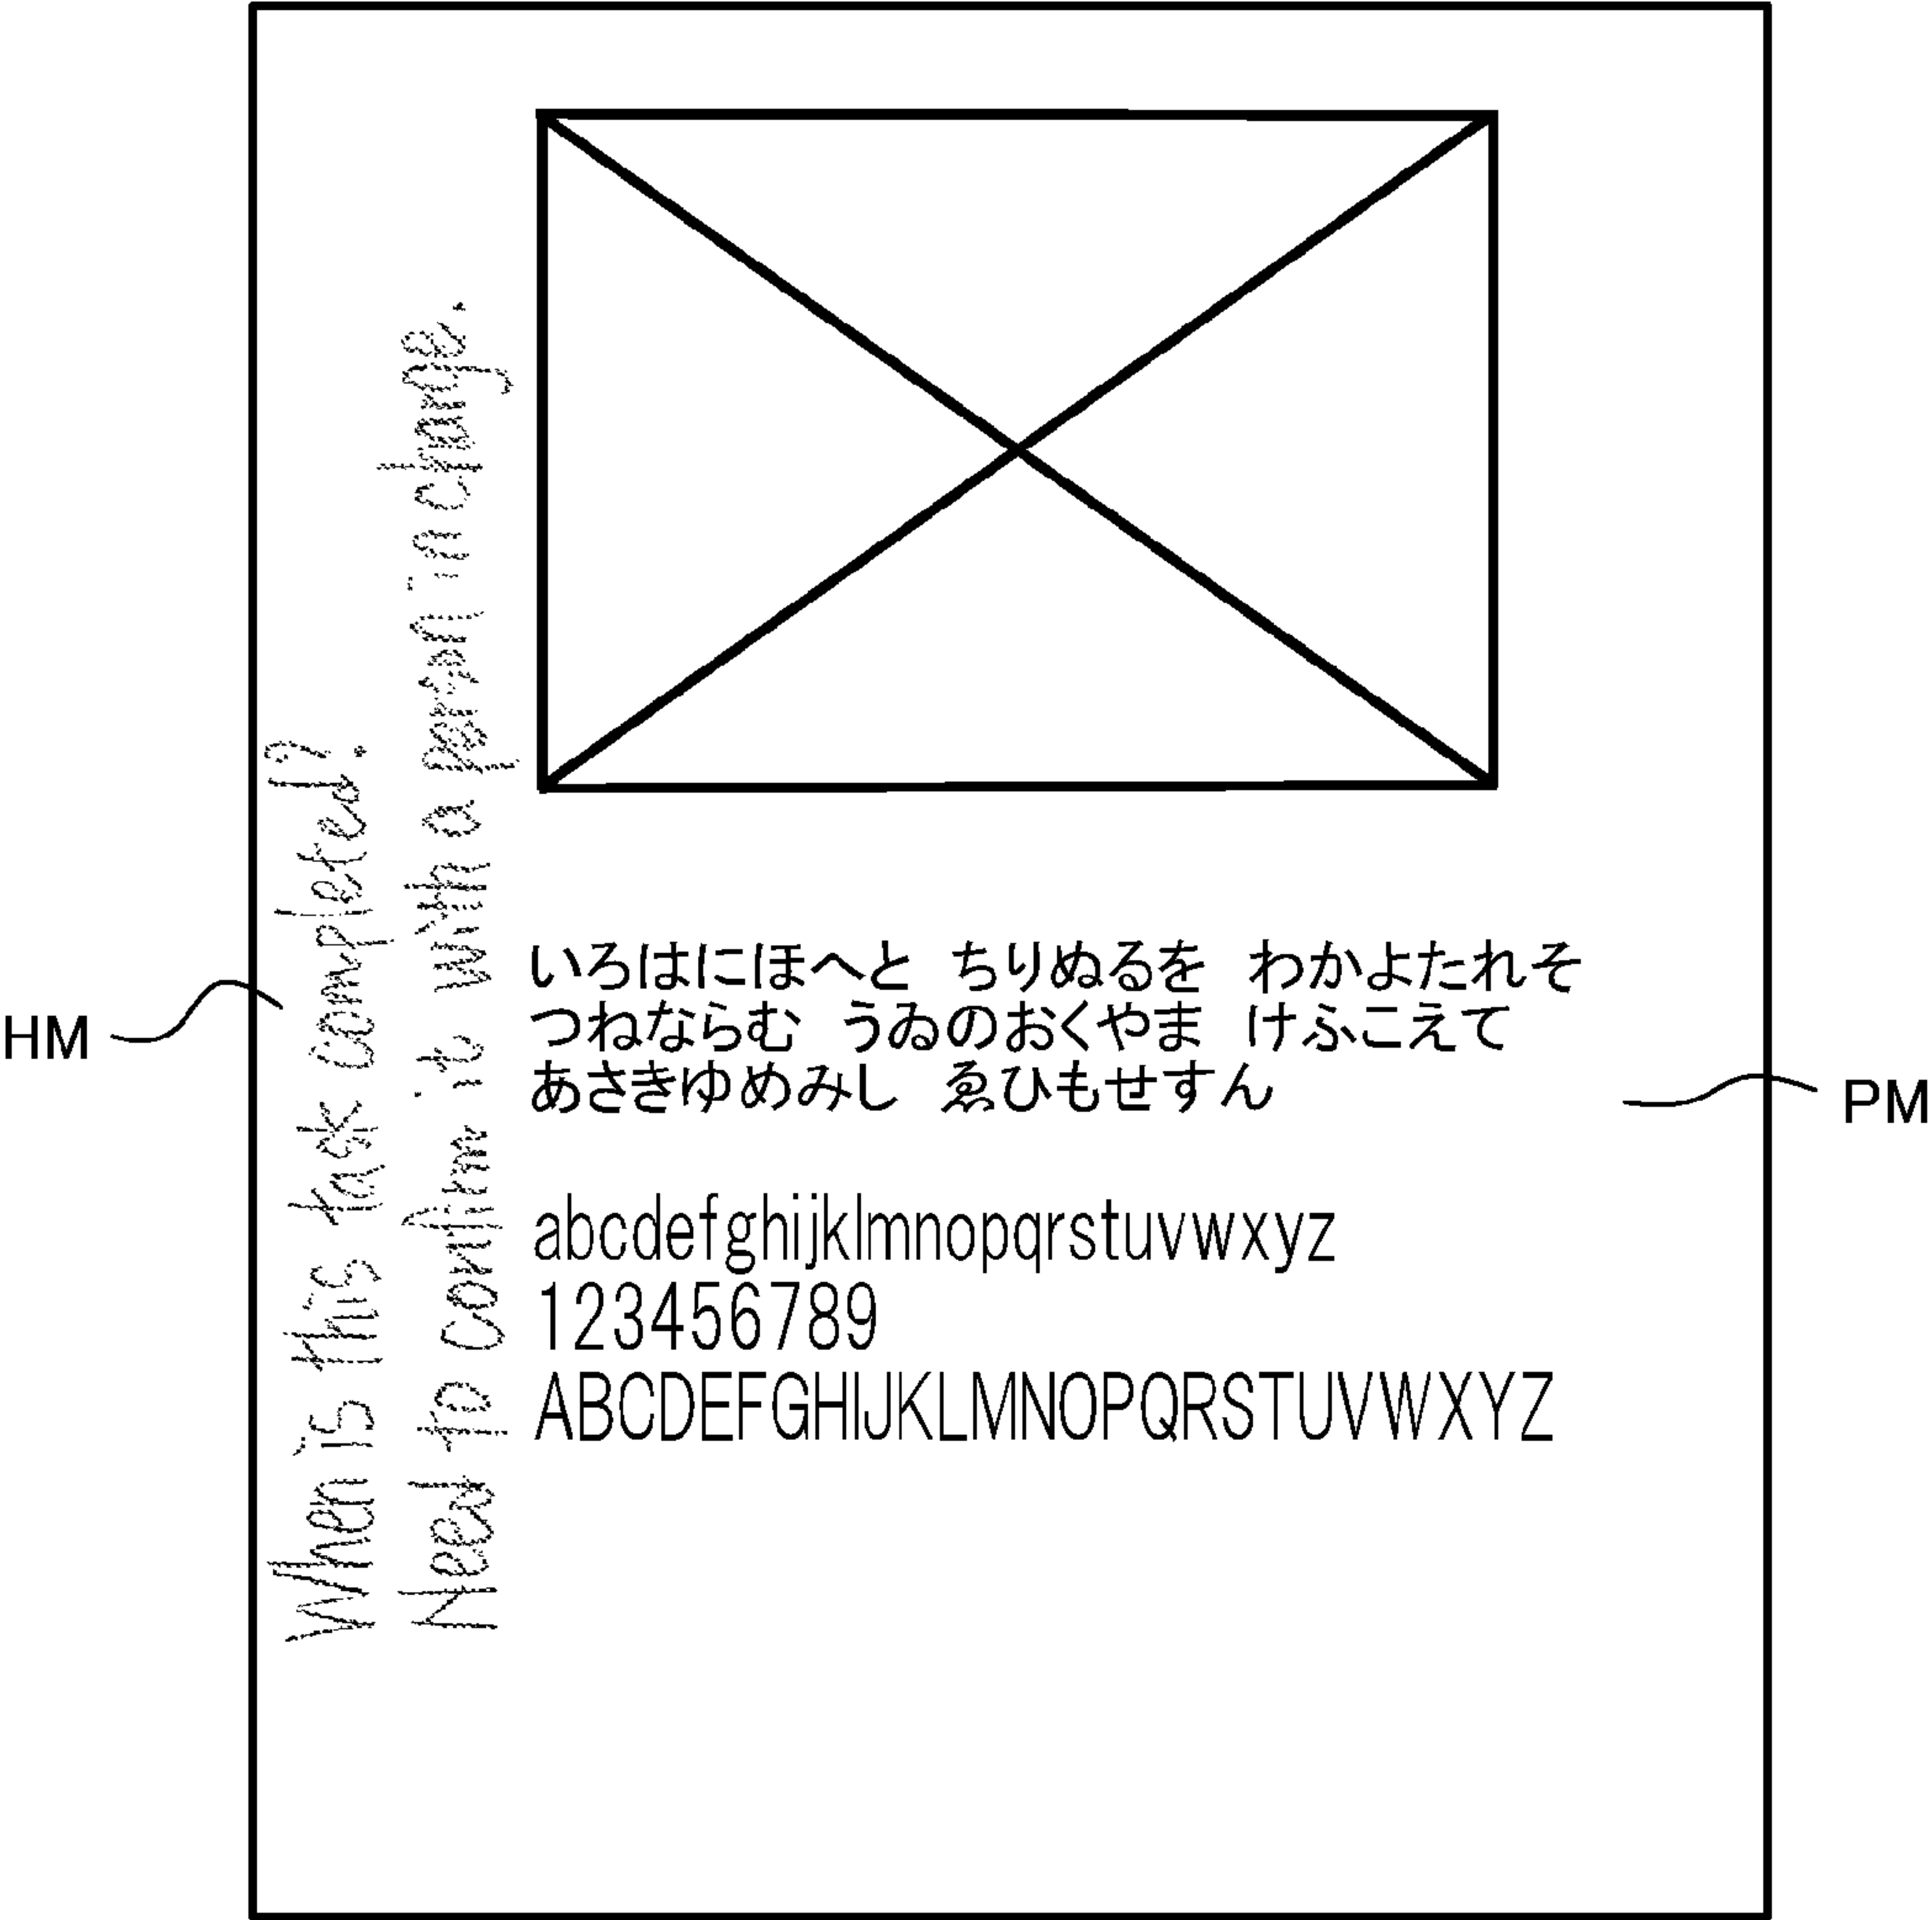 When is this task completed?
Need to confirm it with a person in charge.
いろはにほへと ちりぬるを わかよたれそ
つねならむ うゐのおくやま けふこえて
あさきゆめみし ゑひもせすん
abcdefghijklmnopqrstuvwxyz
123456789
ABCDEFGHIJKLMNOPQRSTUVWXYZ
HM
PM